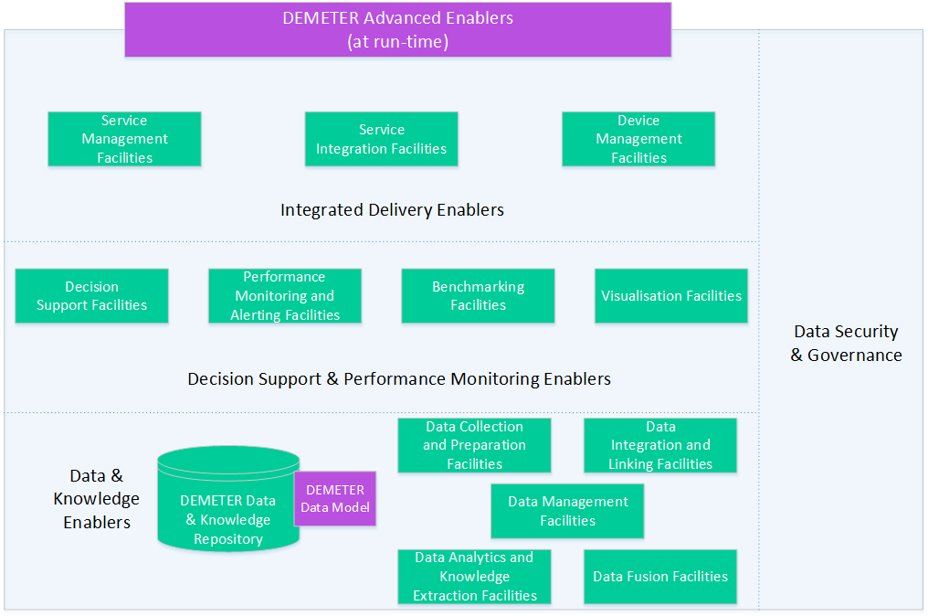 DEMETER Advanced Enablers
(at run-time)
Service
Management
Facilities
Service
Integration Facilities
Device
Management
Facilities
Integrated Delivery Enablers
Decision
Support Facilities
Performance
Monitoring and
Alerting Facilities
Benchmarking
Facilities
Visualisation Facilities
Decision Support & Performance Monitoring Enablers
Data Security
& Governance
Data &
Knowledge
Enablers
DEMETER Data
& Knowledge
Repository
DEMETER
Data Model
Data Collection
and Preparation
Facilities
Data
Integration and
Linking Facilities
Data Management
Facilities
Data Analytics and
Knowledge
Extraction Facilities
Data Fusion Facilities